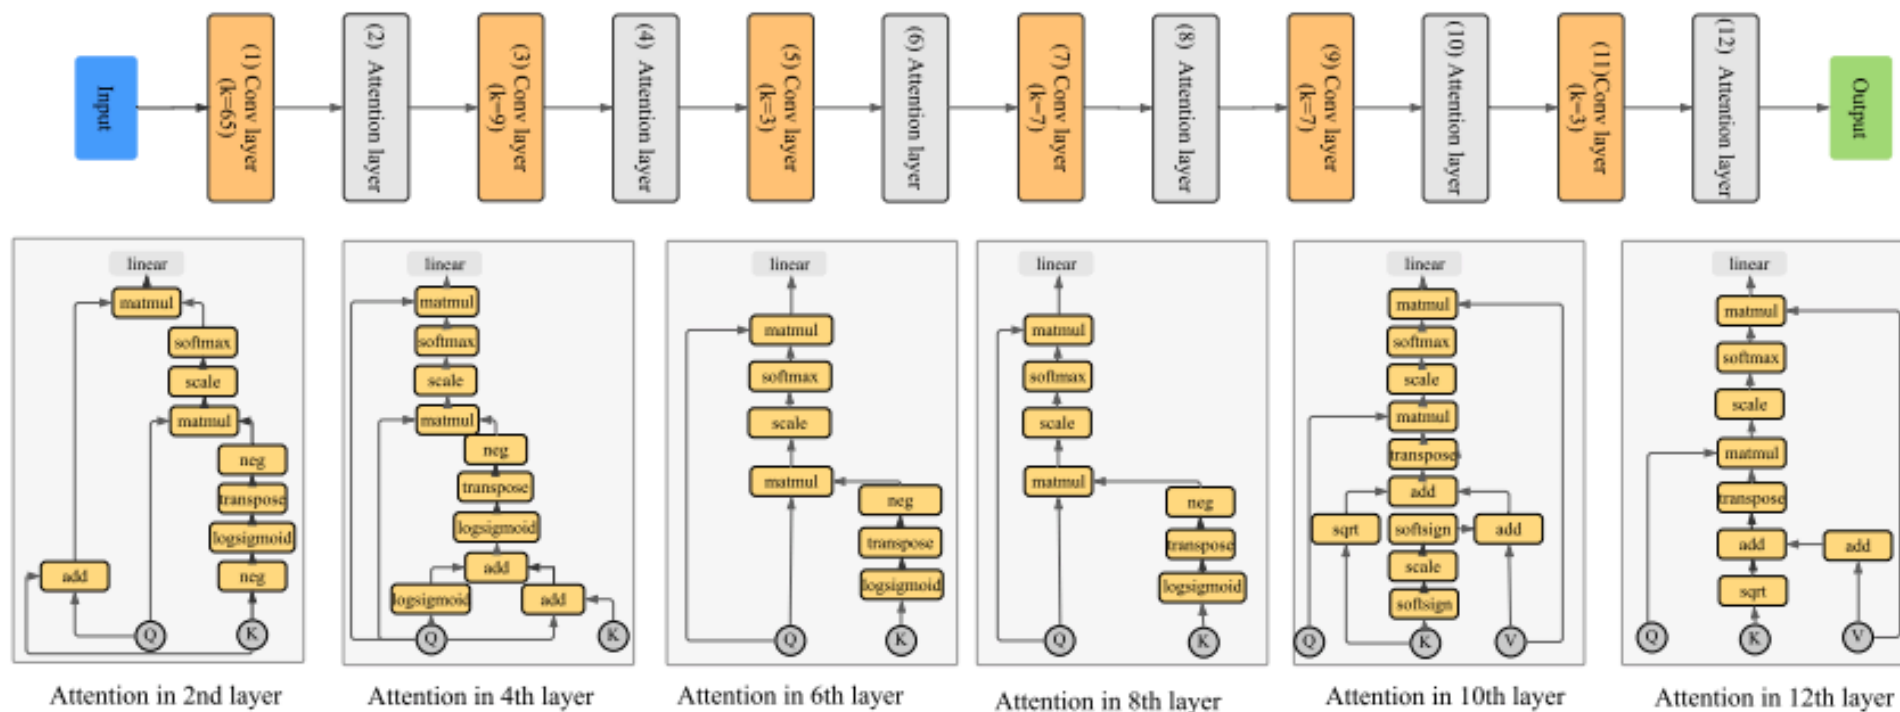 Input
(1) Conv layer
(k=65)
(2) Attention layer
(3) Conv layer
(k=9)
(4) Attention layer
(5) Conv layer
(k=3)
(6) Attention layer
(7) Conv layer
(k=7)
(8) Attention layer
(9) Conv layer
(k=7)
(10) Attention layer
(11)Conv layer
(k=3)
(12) Attention layer
Output
linear
matmul
softmax
scale
matmul
neg
transpose
logsigmoid
add
neg
Q
K
Attention in 2nd layer
linear
matmul
softmax
scale
matmul
neg
transpose
logsigmoid
add
logsigmoid
add
Q
K
Attention in 4th layer
linear
matmul
softmax
scale
matmul
neg
transpose
logsigmoid
Q
K
Attention in 6th layer
linear
matmul
softmax
scale
matmul
neg
transpose
logsigmoid
Q
K
Attention in 8th layer
linear
matmul
softmax
scale
matmul
transpose
add
sqrt
softsign
add
scale
softsign
Q
K
V
Attention in 10th layer
linear
matmul
softmax
scale
matmul
transpose
add
add
sqrt
Q
K
V
Attention in 12th layer